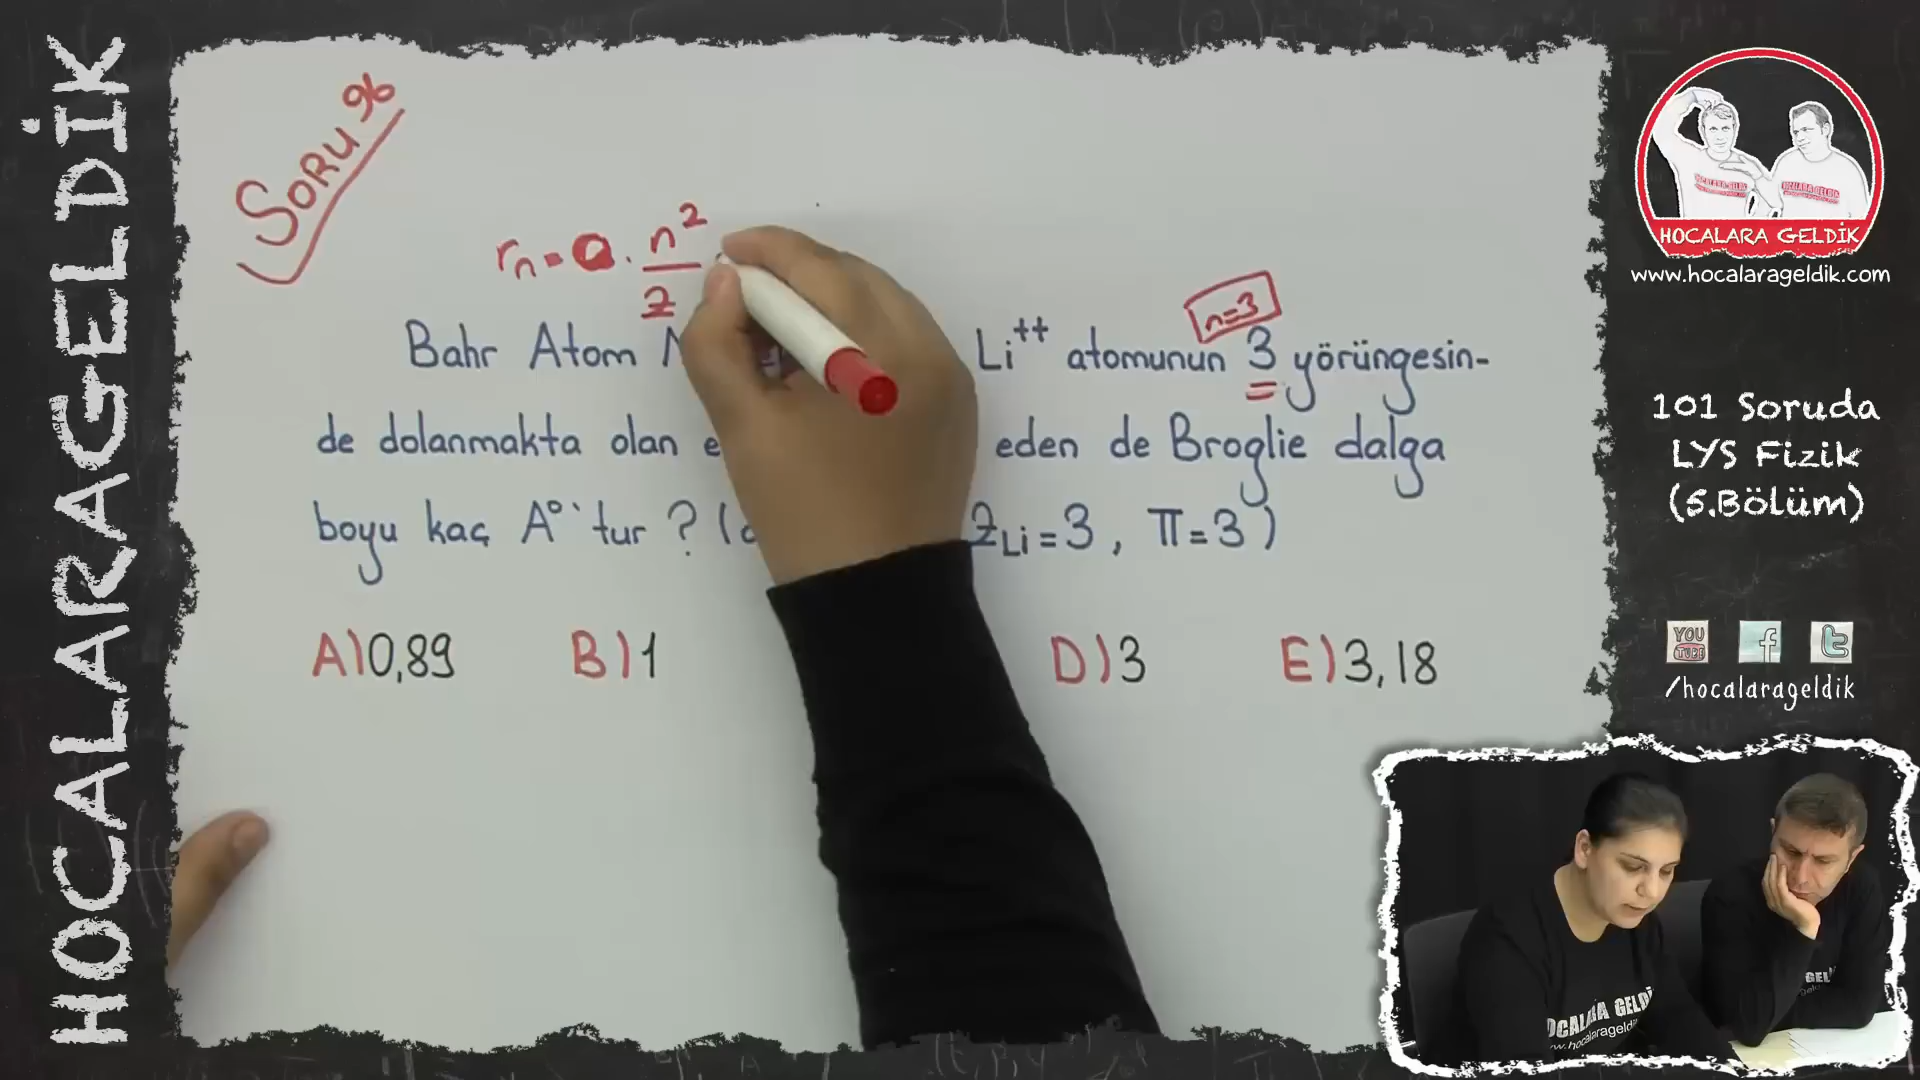 HOCALARAGELDİK
SORU 96
rn = a . n² / z
n=3
Bahr Atom Li⁺⁺ atomunun 3 yörüngesin-
de dolanmakta olan eden de Broglie dalga
boyu kaç A°'tur ? ( ZLi = 3 , π = 3 )
A) 0,89 B) 1 D) 3 E) 3,18
HOCALARA GELDİK
www.hocalarageldik.com
101 Soruda
LYS Fizik
(5.Bölüm)
YOU
TUBE
f
t
/hocalarageldik